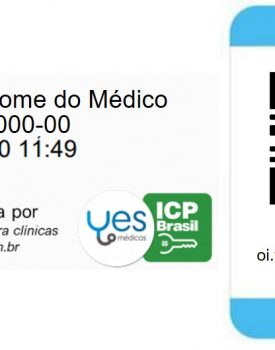 ome do Médico
000-00
0 11:49
a por
ra clínicas
n.br
yes
médicos
ICP
Brasil
oi.